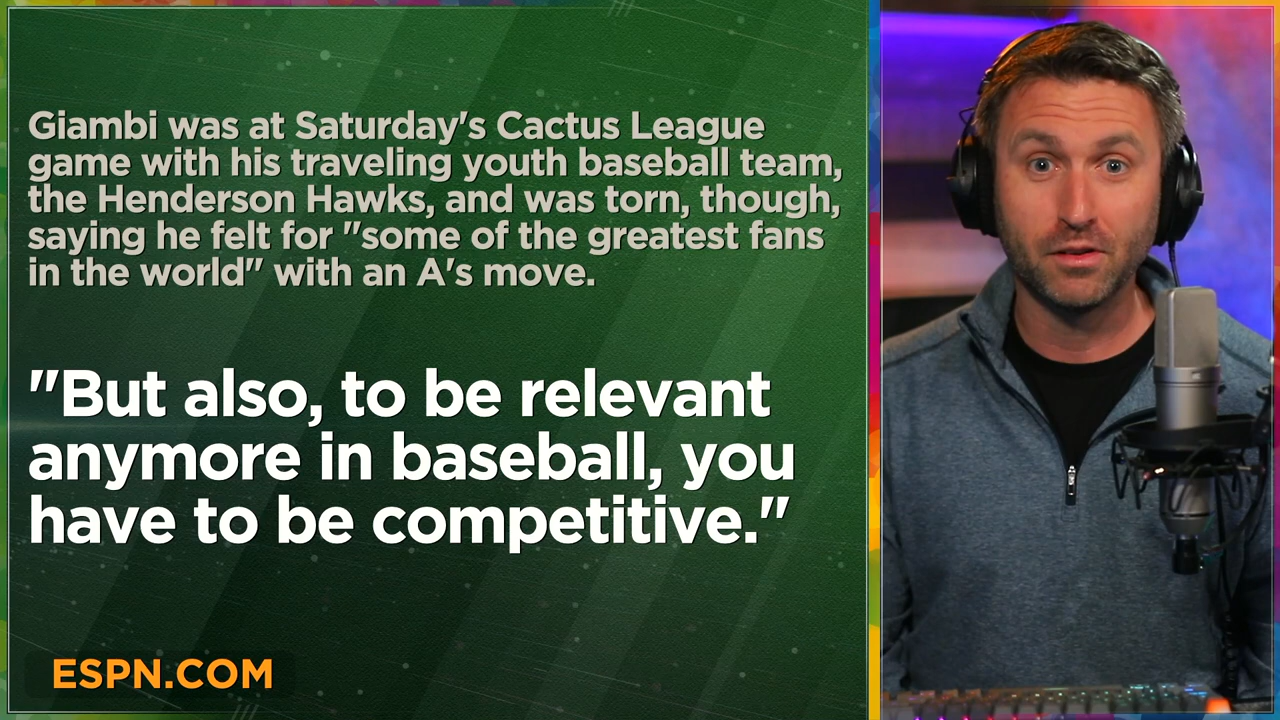 Giambi was at Saturday's Cactus League
game with his traveling youth baseball team,
the Henderson Hawks, and was torn, though,
saying he felt for "some of the greatest fans
in the world" with an A's move.
"But also, to be relevant
anymore in baseball, you
have to be competitive."
ESPN.COM